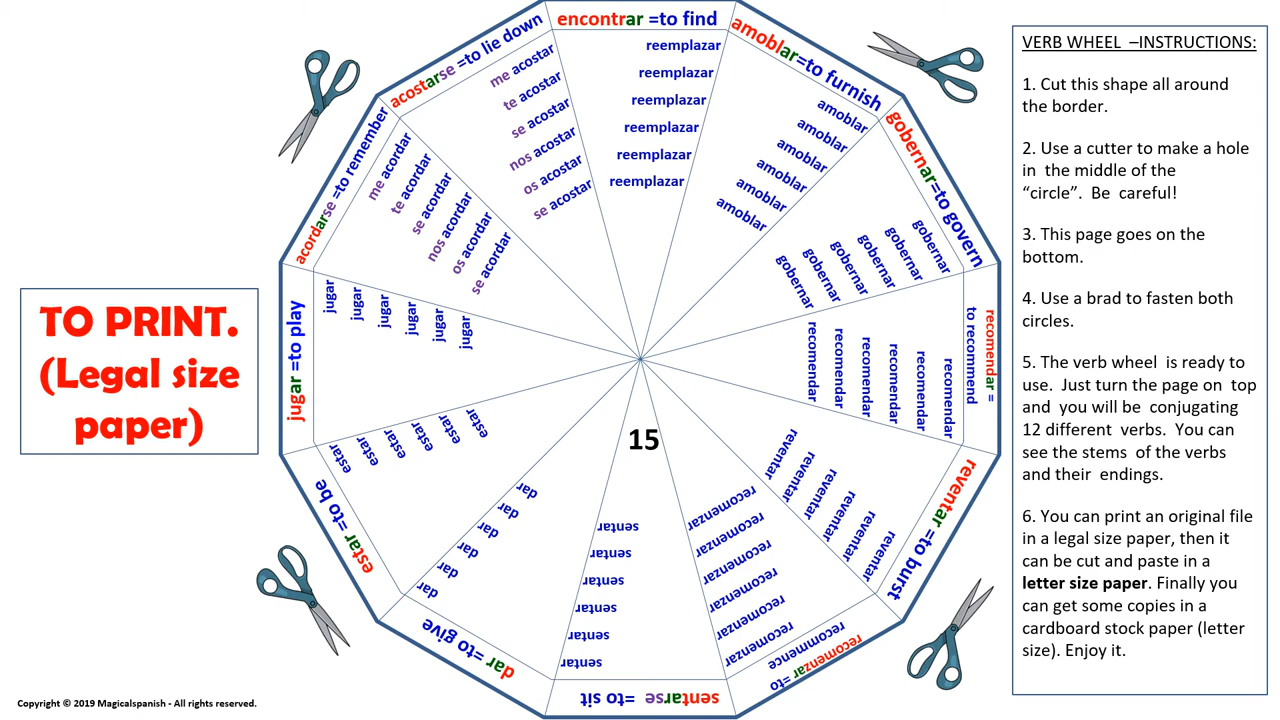 encontrar =to find
reemplazar
reemplazar
reemplazar
reemplazar
reemplazar
reemplazar
amoblar=to furnish
amoblar
amoblar
amoblar
amoblar
amoblar
amoblar
gobernar=to govern
gobernar
gobernar
gobernar
gobernar
gobernar
gobernar
recomendar =
to recommend
recomendar
recomendar
recomendar
recomendar
recomendar
recomendar
reventar =to burst
reventar
reventar
reventar
reventar
reventar
reventar
recomenzar =to
recommence
recomenzar
recomenzar
recomenzar
recomenzar
recomenzar
recomenzar
sentarse =to sit
sentar
sentar
sentar
sentar
sentar
sentar
dar =to give
dar
dar
dar
dar
dar
dar
estar=to be
estar
estar
estar
estar
estar
estar
jugar =to play
jugar
jugar
jugar
jugar
jugar
jugar
acordarse =to remember
me acordar
te acordar
se acordar
nos acordar
os acordar
se acordar
acostarse =to lie down
me acostar
te acostar
se acostar
nos acostar
os acostar
se acostar
15
TO PRINT.
(Legal size
paper)
VERB WHEEL –INSTRUCTIONS:
1. Cut this shape all around
the border.
2. Use a cutter to make a hole
in the middle of the
“circle”. Be careful!
3. This page goes on the
bottom.
4. Use a brad to fasten both
circles.
5. The verb wheel is ready to
use. Just turn the page on top
and you will be conjugating
12 different verbs. You can
see the stems of the verbs
and their endings.
6. You can print an original file
in a legal size paper, then it
can be cut and paste in a
letter size paper. Finally you
can get some copies in a
cardboard stock paper (letter
size). Enjoy it.
Copyright © 2019 Magicalspanish - All rights reserved.